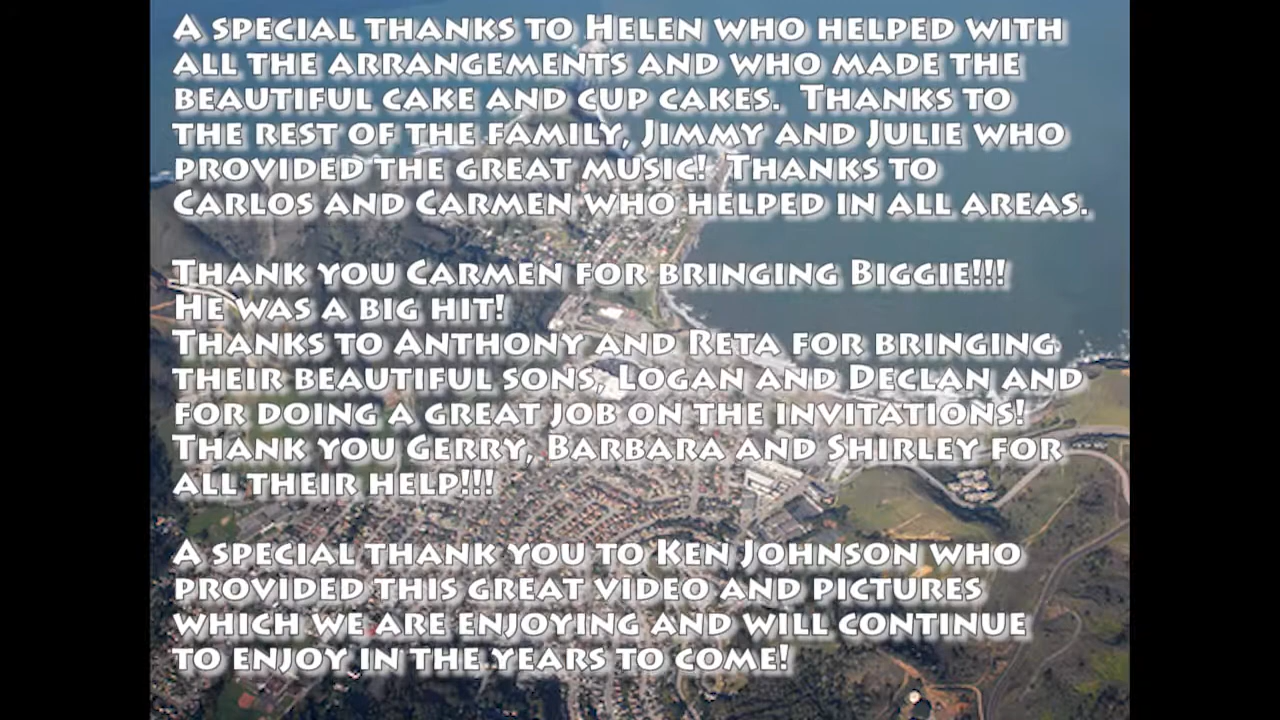 A special thanks to Helen who helped with
all the arrangements and who made the
beautiful cake and cup cakes.  Thanks to
the rest of the family, Jimmy and Julie who
provided the great music!  Thanks to
Carlos and Carmen who helped in all areas.
Thank you Carmen for bringing Biggie!!!
He was a big hit!
Thanks to Anthony and Reta for bringing
their beautiful sons, Logan and Declan and
for doing a great job on the invitations!
Thank you Gerry, Barbara and Shirley for
all their help!!!
A special thank you to Ken Johnson who
provided this great video and pictures
which we are enjoying and will continue
to enjoy in the years to come!